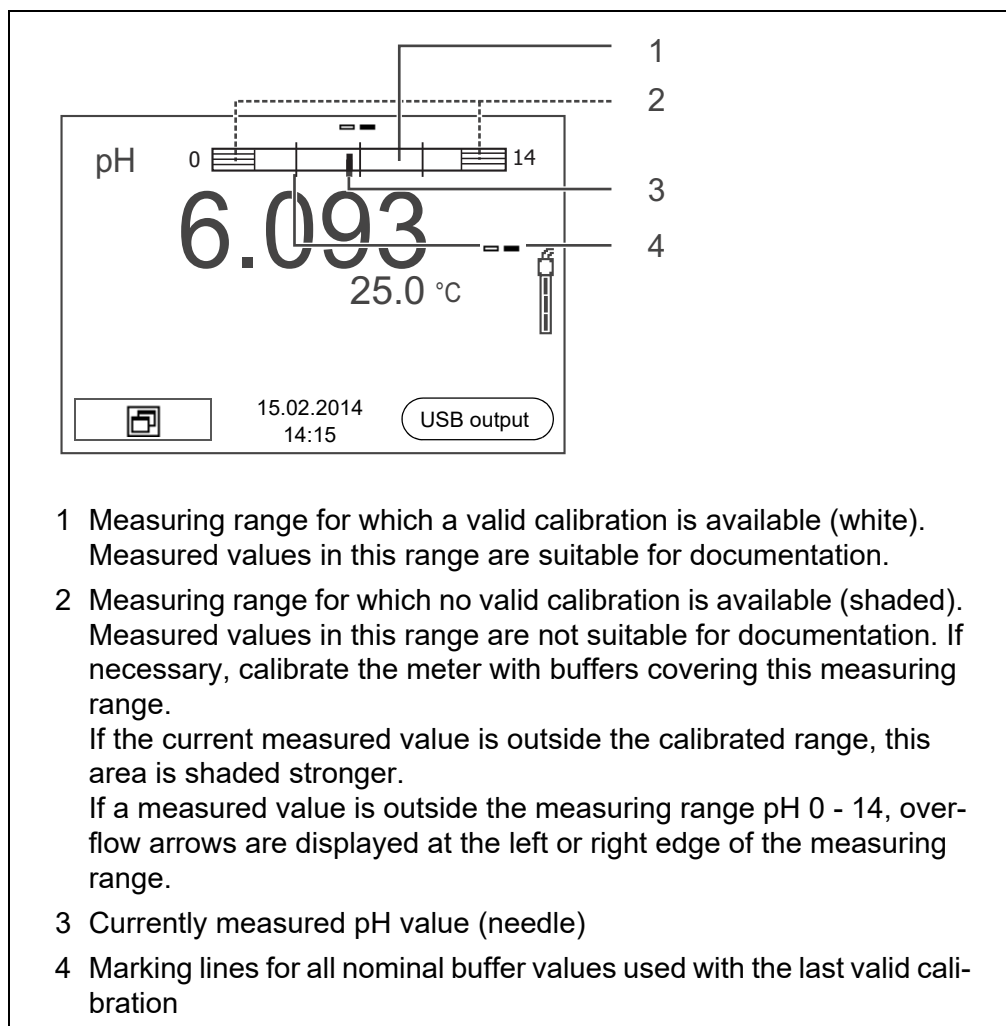 1
2
pH 0 14
3
6.093
4
25.0 °C
15.02.2014
14:15
USB output
1 Measuring range for which a valid calibration is available (white).
Measured values in this range are suitable for documentation.
2 Measuring range for which no valid calibration is available (shaded).
Measured values in this range are not suitable for documentation. If
necessary, calibrate the meter with buffers covering this measuring
range.
If the current measured value is outside the calibrated range, this
area is shaded stronger.
If a measured value is outside the measuring range pH 0 - 14, over-
flow arrows are displayed at the left or right edge of the measuring
range.
3 Currently measured pH value (needle)
4 Marking lines for all nominal buffer values used with the last valid cali-
bration